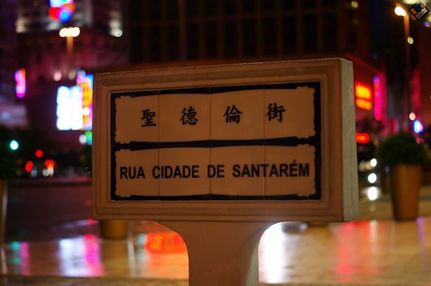 聖德倫街
RUA CIDADE DE SANTARÉM